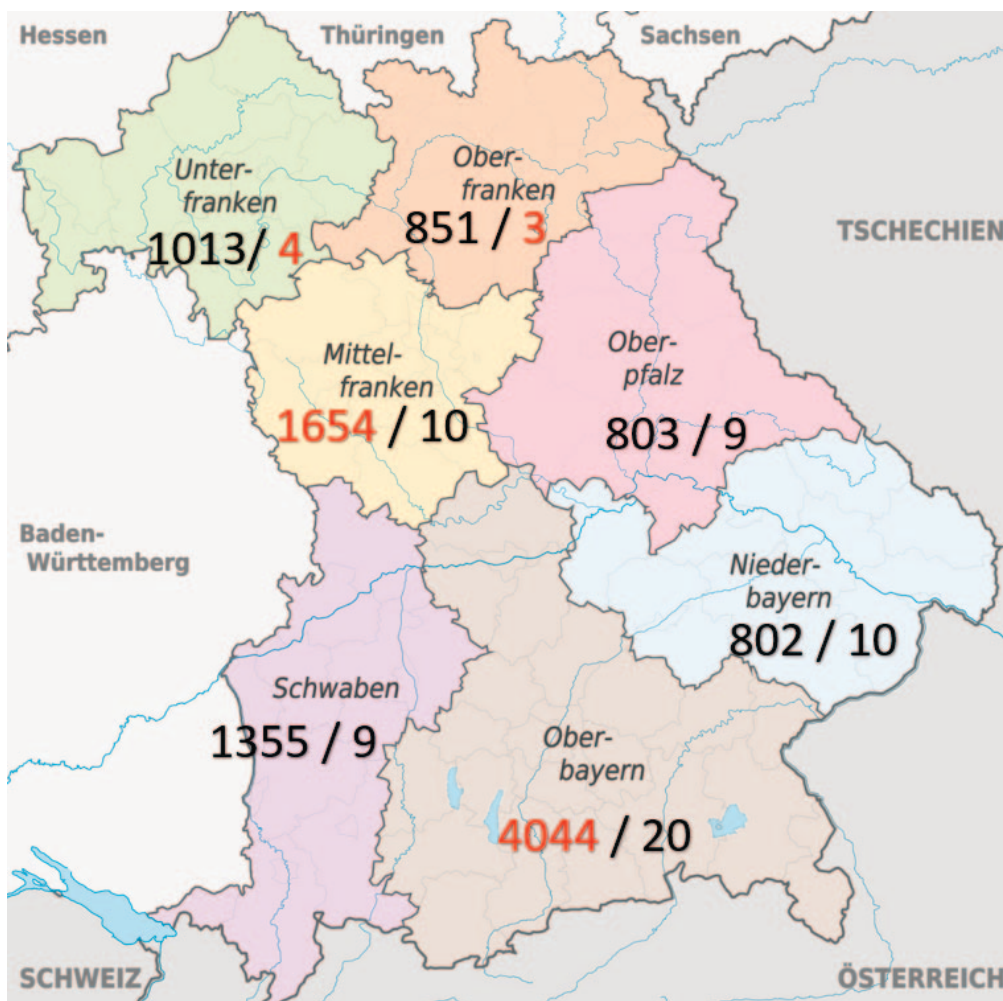 Hessen
Thüringen
Sachsen
Unter-
franken
1013/ 4
Ober-
franken
851 / 3
TSCHECHIEN
Mittel-
franken
1654 / 10
Ober-
pfalz
803 / 9
Baden-
Württemberg
Nieder-
bayern
802 / 10
Schwaben
1355 / 9
Ober-
bayern
4044 / 20
SCHWEIZ
ÖSTERREICH